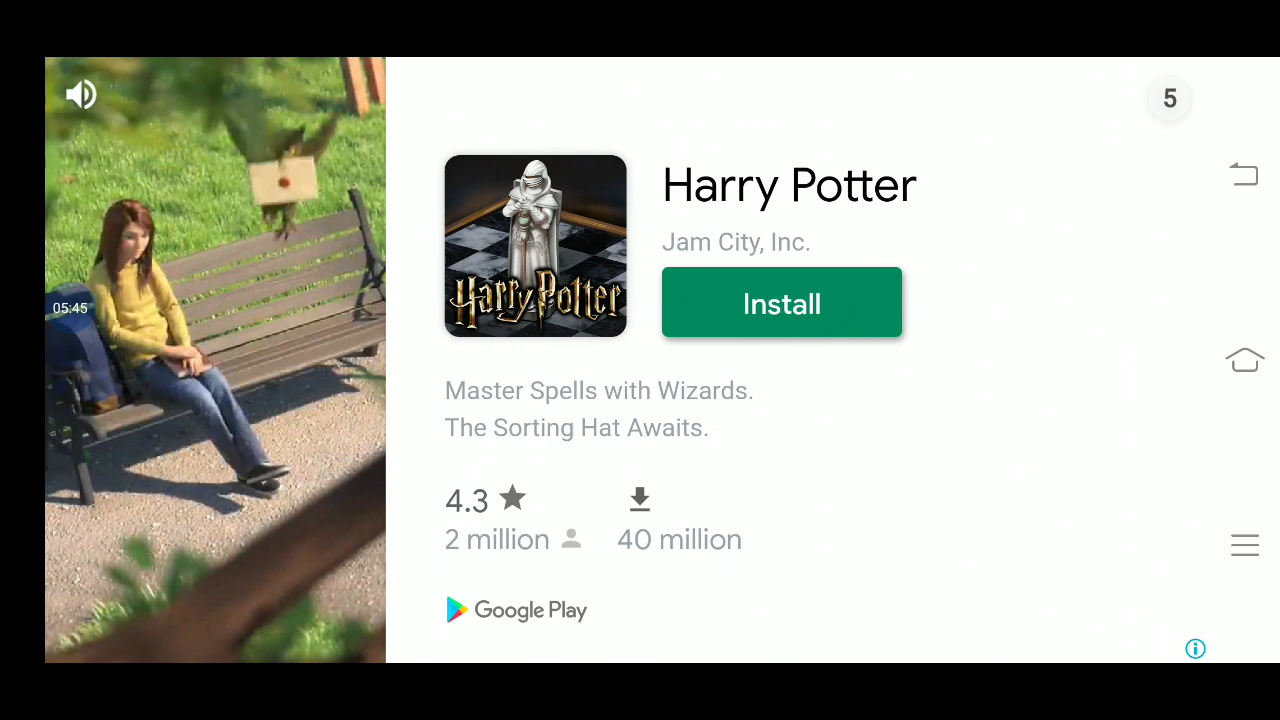 5
Harry Potter
Jam City, Inc.
Harry Potter
Install
05:45
Master Spells with Wizards.
The Sorting Hat Awaits.
4.3
2 million
40 million
Google Play